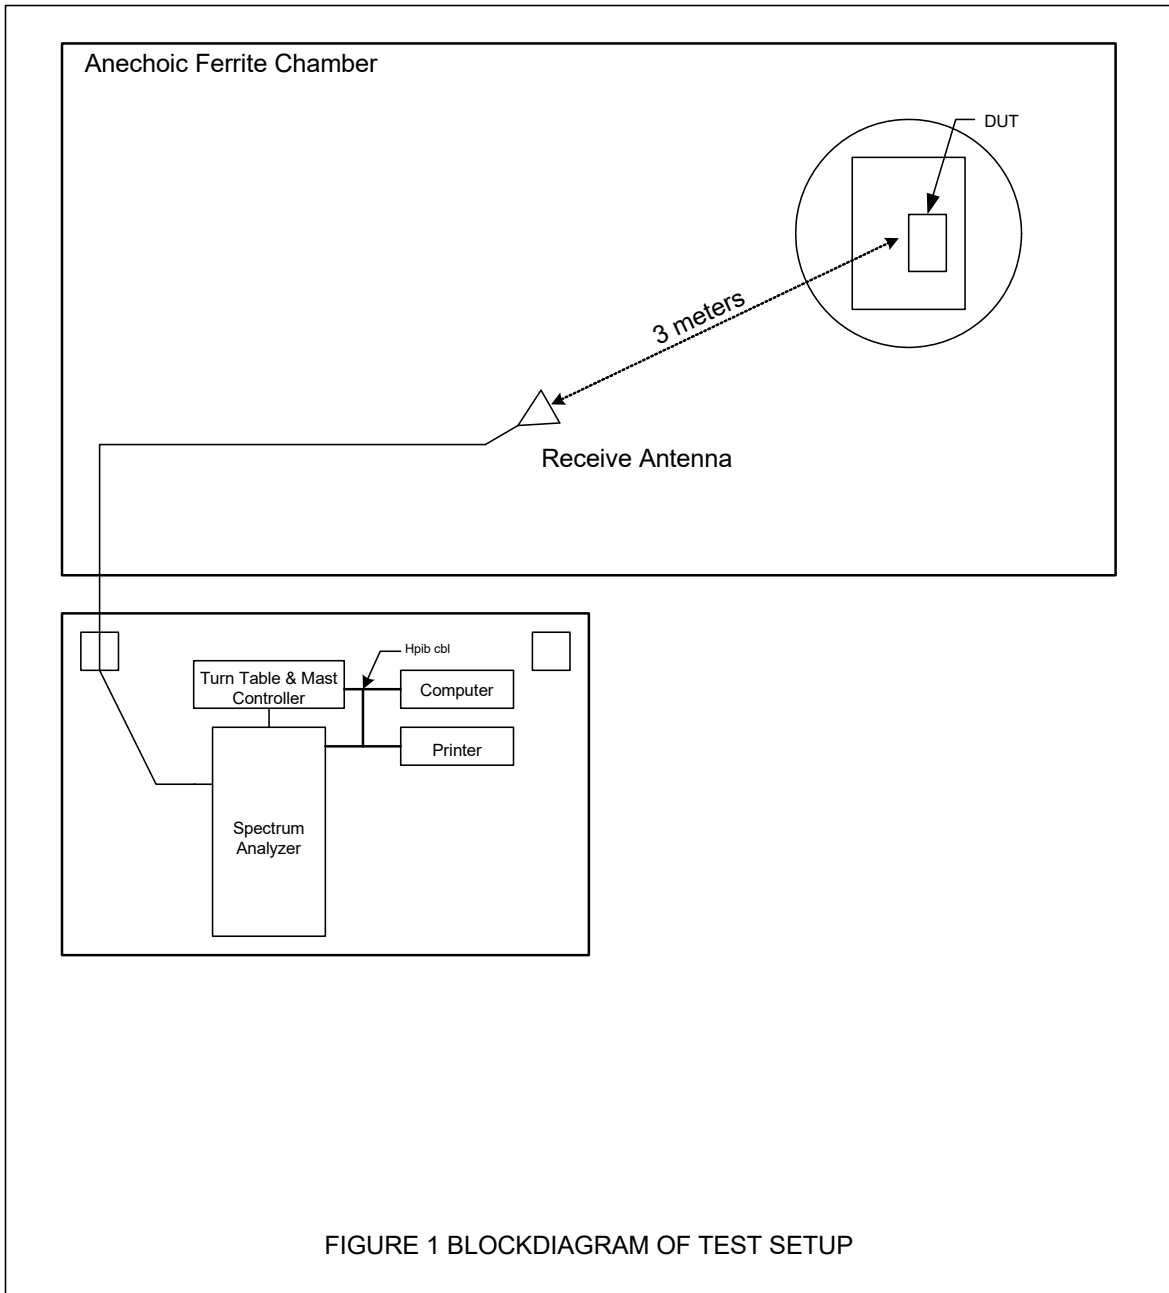 Anechoic Ferrite Chamber
DUT
3 meters
Receive Antenna
Hpib cbl
Turn Table & Mast
Controller
Computer
Printer
Spectrum
Analyzer
FIGURE 1 BLOCKDIAGRAM OF TEST SETUP